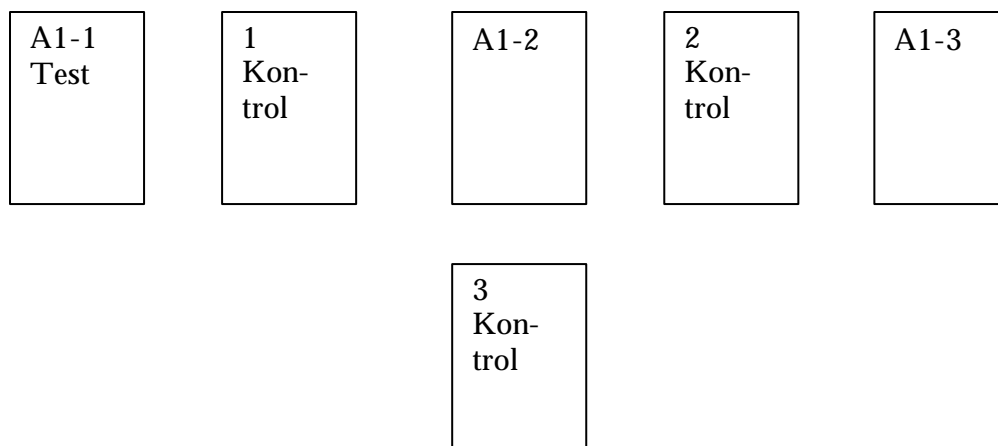 A1-1
Test
1
Kon-
trol
A1-2
2
Kon-
trol
A1-3
3
Kon-
trol